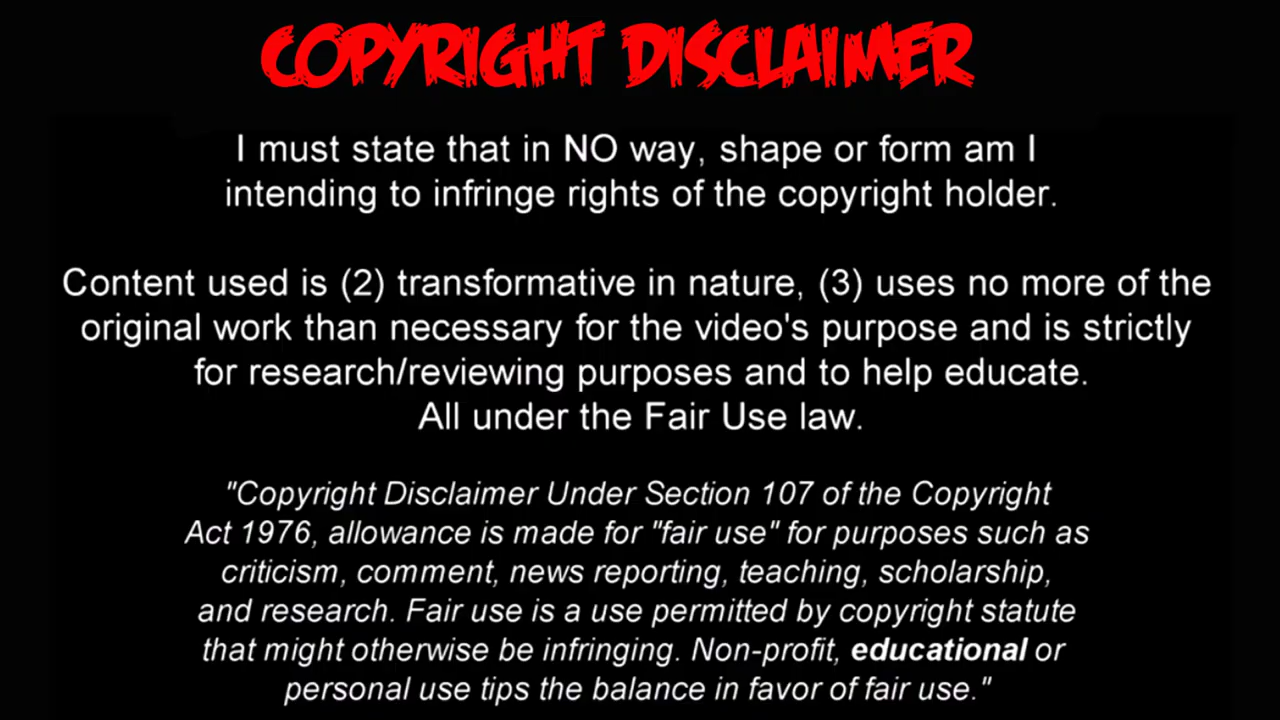 COPYRIGHT DISCLAIMER
I must state that in NO way, shape or form am I
intending to infringe rights of the copyright holder.
Content used is (2) transformative in nature, (3) uses no more of the
original work than necessary for the video's purpose and is strictly
for research/reviewing purposes and to help educate.
All under the Fair Use law.
"Copyright Disclaimer Under Section 107 of the Copyright
Act 1976, allowance is made for "fair use" for purposes such as
criticism, comment, news reporting, teaching, scholarship,
and research. Fair use is a use permitted by copyright statute
that might otherwise be infringing. Non-profit, educational or
personal use tips the balance in favor of fair use."